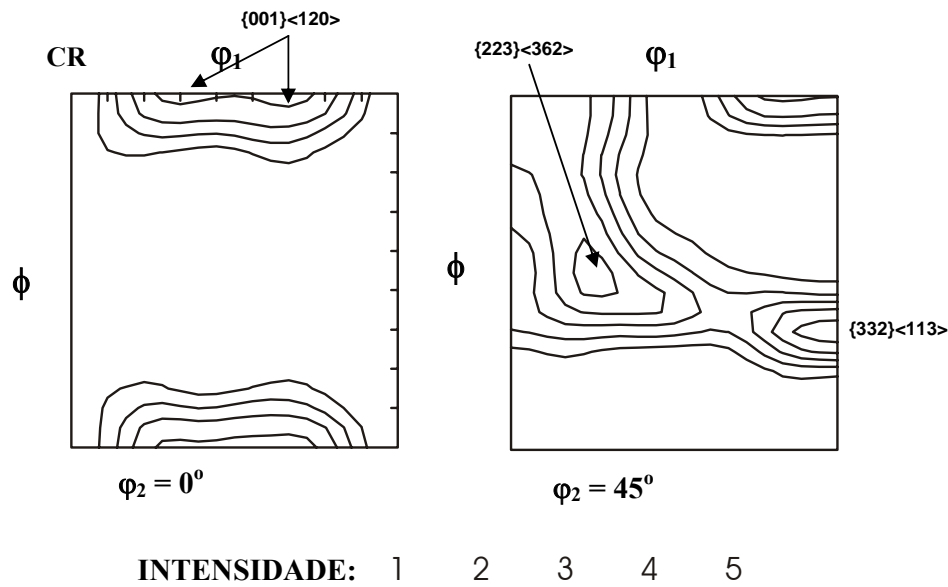 {001}<120>
CR
φ1
{223}<362>
φ1
ϕ
ϕ
{332}<113>
φ2 = 0º
φ2 = 45º
INTENSIDADE: 1 2 3 4 5